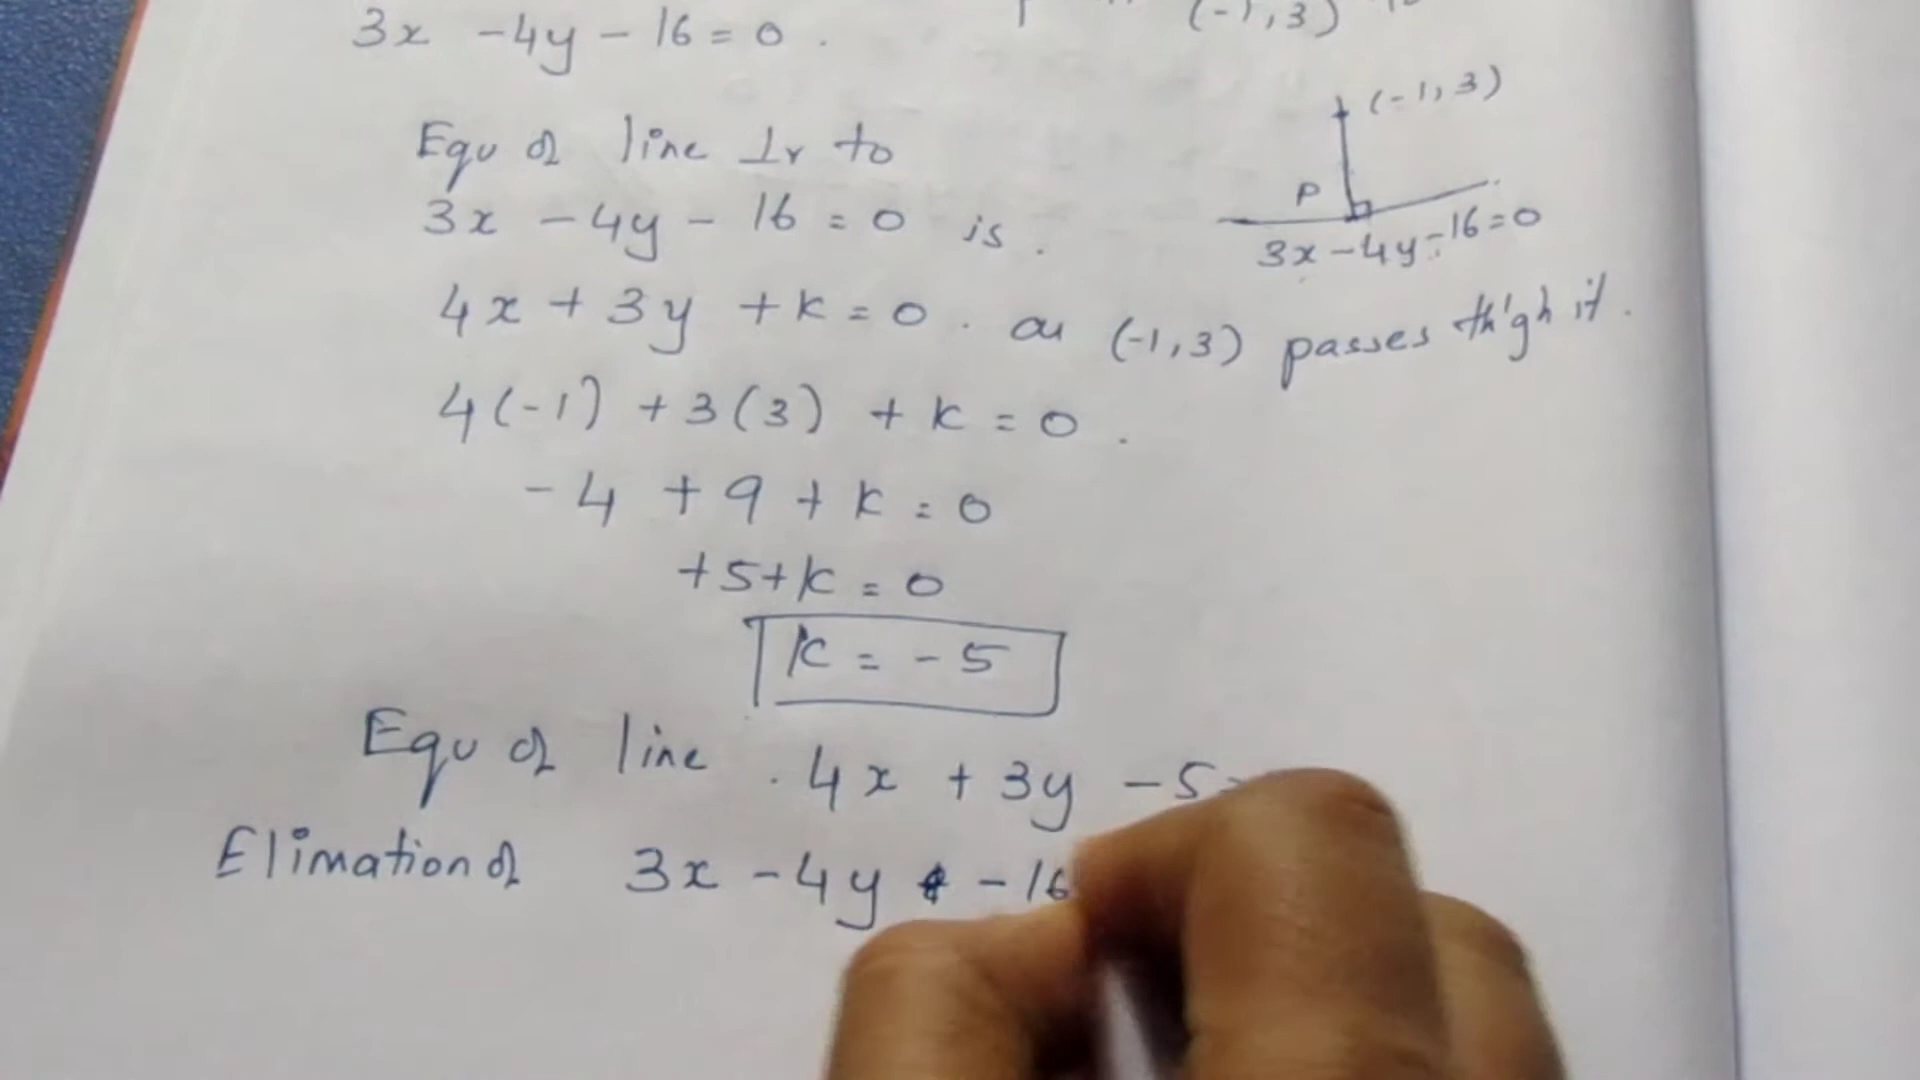 (-1,3)
3x -4y - 16 = 0 .
(-1,3)
Equ of line ⊥r to
P
3x - 4y - 16 = 0 is .
3x-4y-16=0
4x + 3y + k = 0 . as (-1,3) passes th'gh it .
4(-1) + 3(3) + k = 0 .
-4 + 9 + k = 0
+5+k = 0
k = -5
Equ of line . 4x + 3y - 5=
Elimation of 3x - 4y - 16